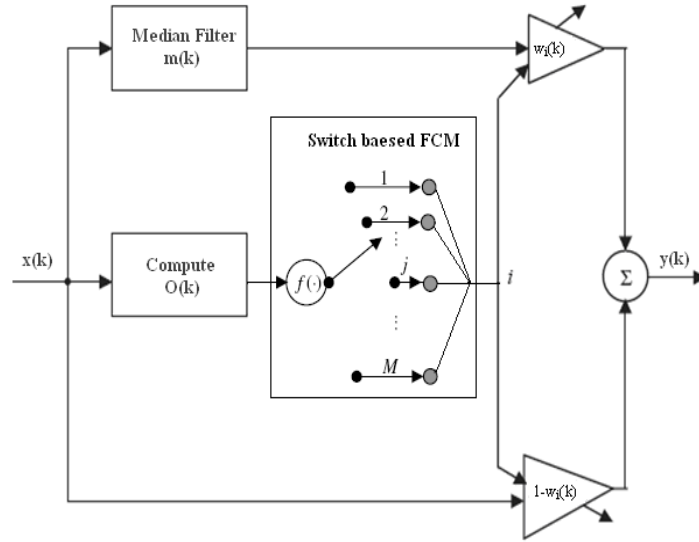 Median Filter
m(k)
wᵢ(k)
Switch baesed FCM
1
2
⋮
x(k)
Compute
O(k)
f(·)
j
i
Σ
y(k)
⋮
M
1-wᵢ(k)